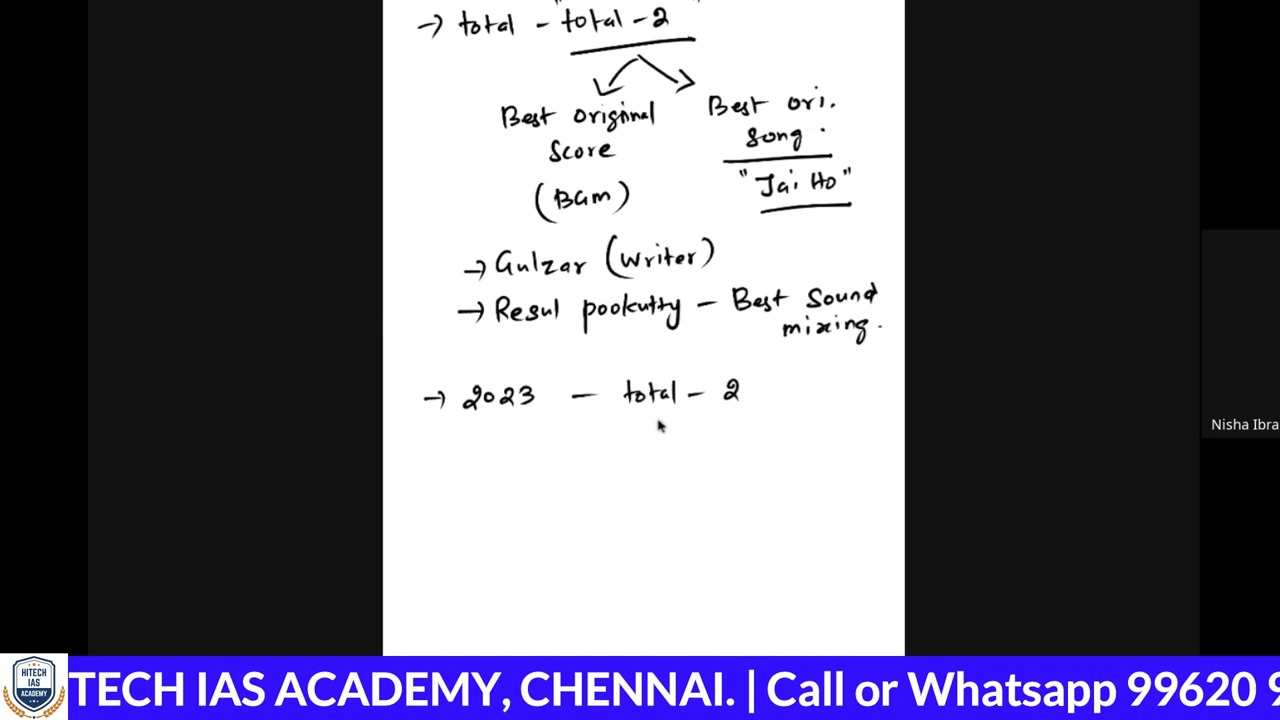 → total - "total - 2"
Best Original
Score
(BGM)
Best ori.
Song.
"Jai Ho"
→ Gulzar (writer)
→ Resul pookutty - Best Sound
mixing.
→ 2023 - total - 2
Nisha Ibra
HITECH
IAS
ACADEMY
TECH IAS ACADEMY, CHENNAI. | Call or Whatsapp 99620 9